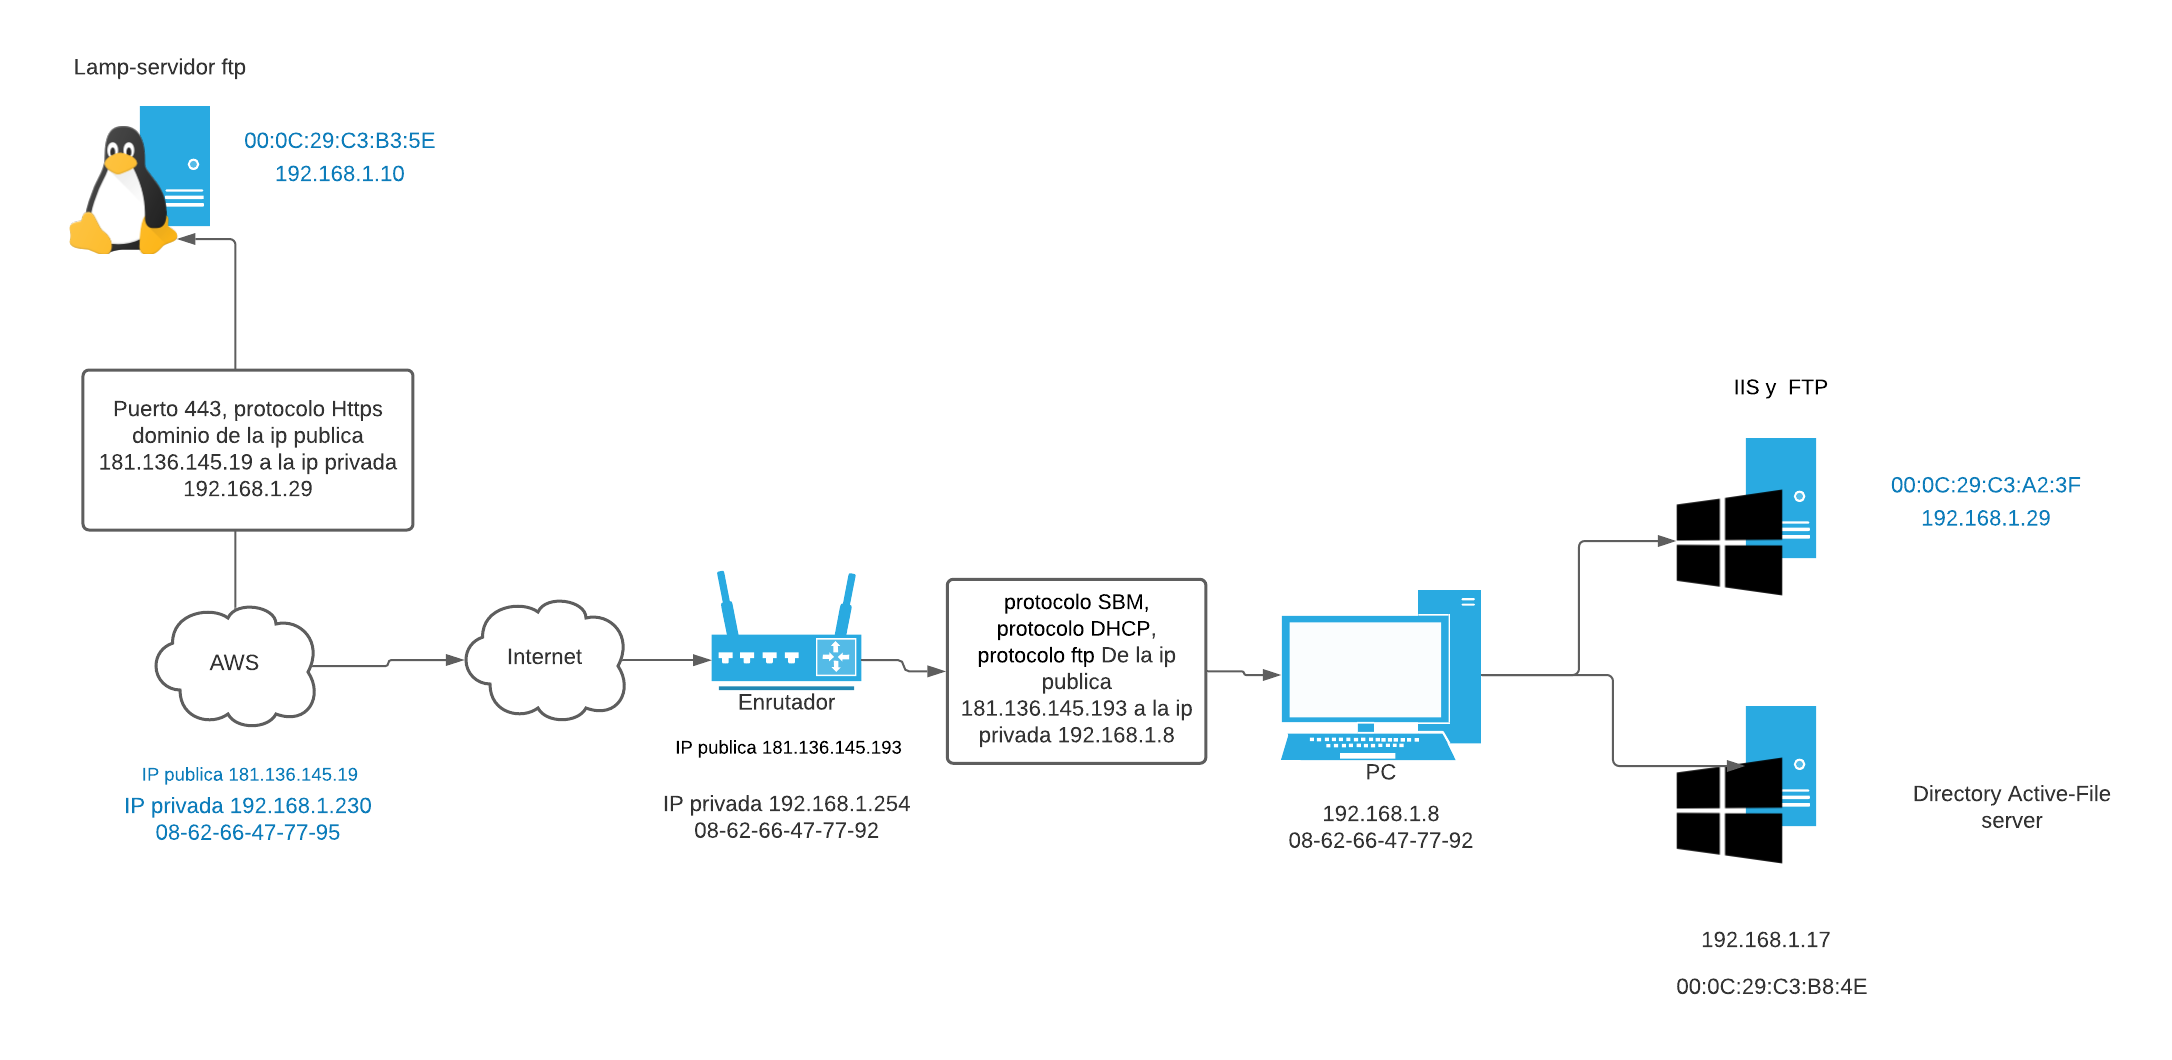 Lamp-servidor ftp
00:0C:29:C3:B3:5E
192.168.1.10
Puerto 443, protocolo Https
dominio de la ip publica
181.136.145.19 a la ip privada
192.168.1.29
AWS
IP publica 181.136.145.19
IP privada 192.168.1.230
08-62-66-47-77-95
Internet
Enrutador
IP publica 181.136.145.193
IP privada 192.168.1.254
08-62-66-47-77-92
protocolo SBM,
protocolo DHCP,
protocolo ftp De la ip
publica
181.136.145.193 a la ip
privada 192.168.1.8
PC
192.168.1.8
08-62-66-47-77-92
IIS y  FTP
00:0C:29:C3:A2:3F
192.168.1.29
Directory Active-File
server
192.168.1.17
00:0C:29:C3:B8:4E